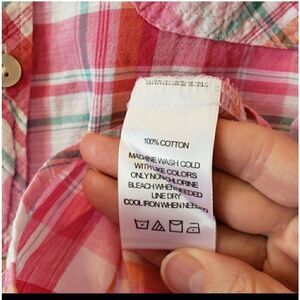 100% COTTON
MACHINE WASH COLD
WITH LIKE COLORS
ONLY NON-CHLORINE
BLEACH WHEN NEEDED
LINE DRY
COOL IRON WHEN NEEDED